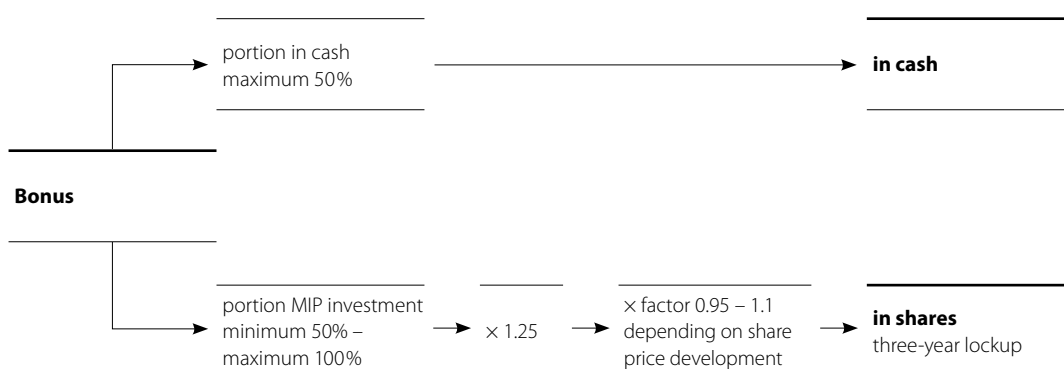 portion in cash
maximum 50%
in cash
Bonus
portion MIP investment
minimum 50% –
maximum 100%
× 1.25
× factor 0.95 – 1.1
depending on share
price development
in shares
three-year lockup